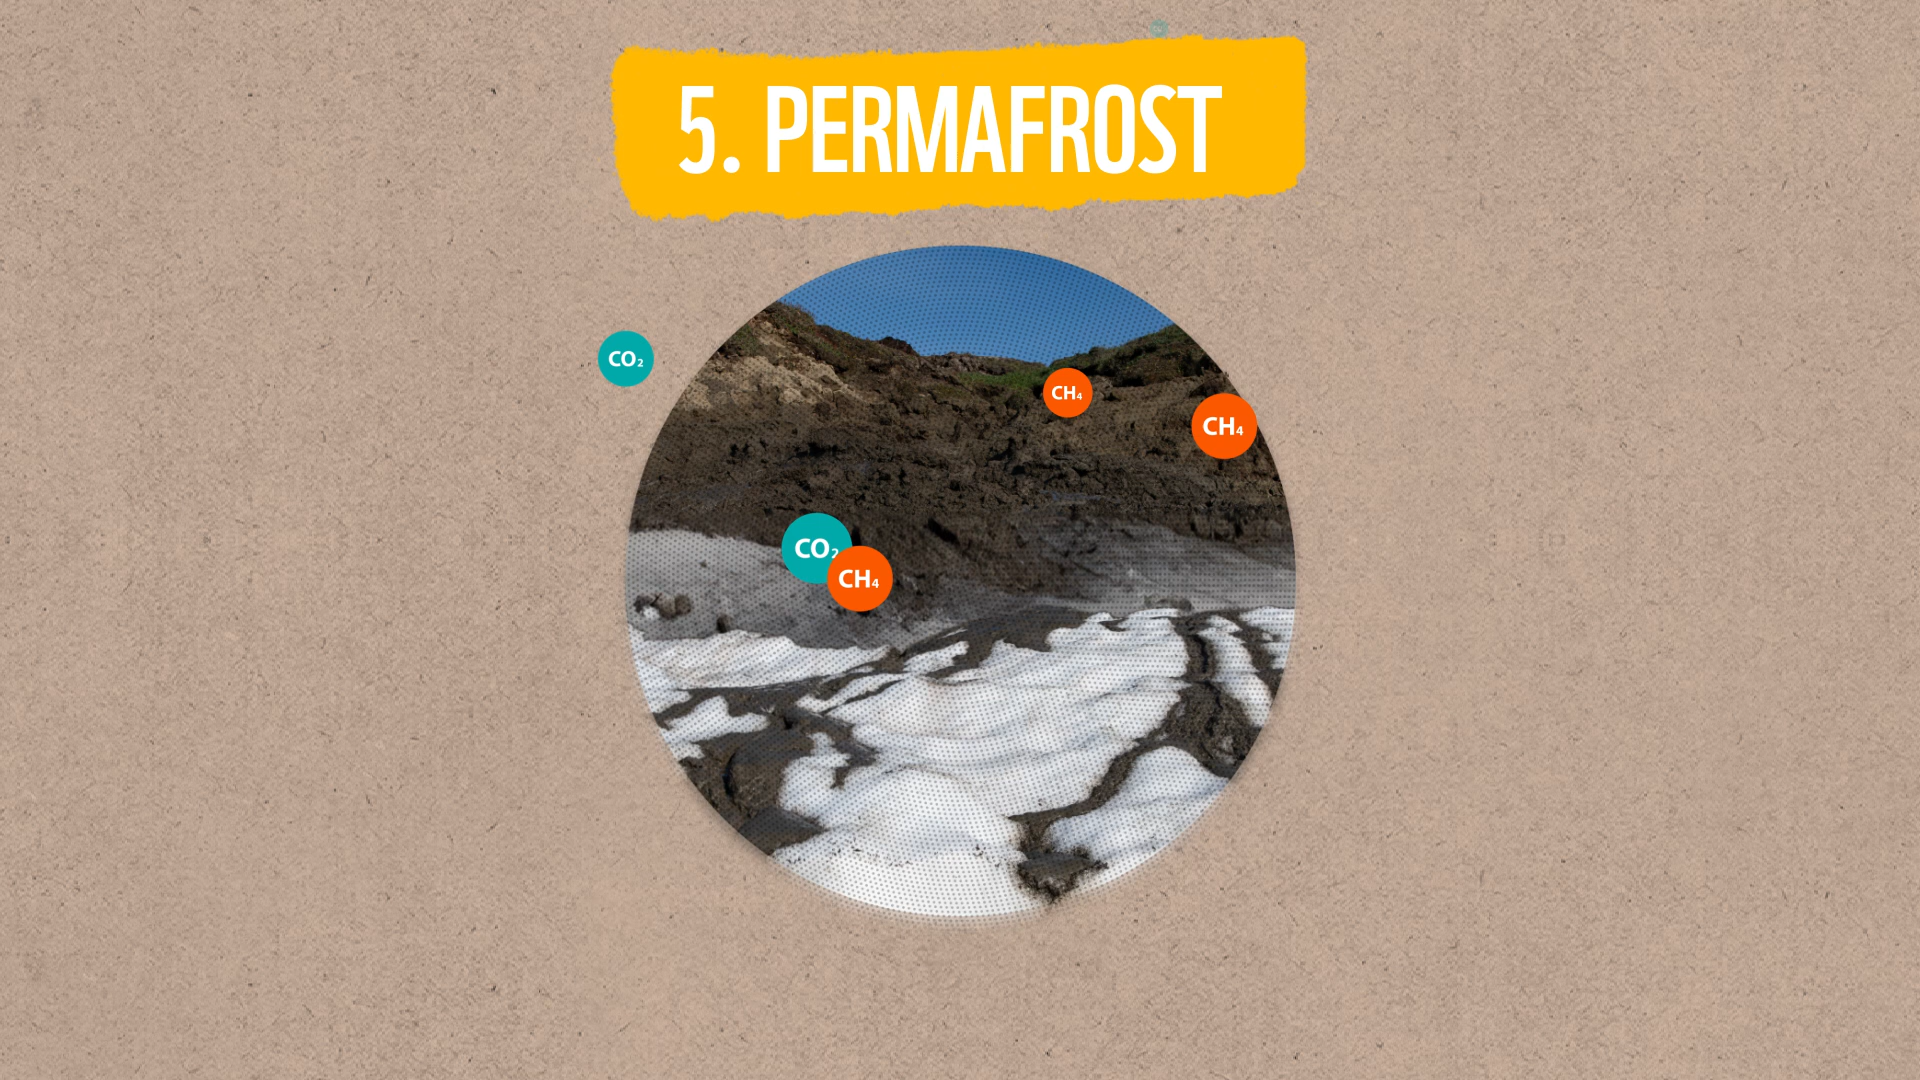 5. PERMAFROST
CO₂
CH₄
CH₄
CO₂
CH₄